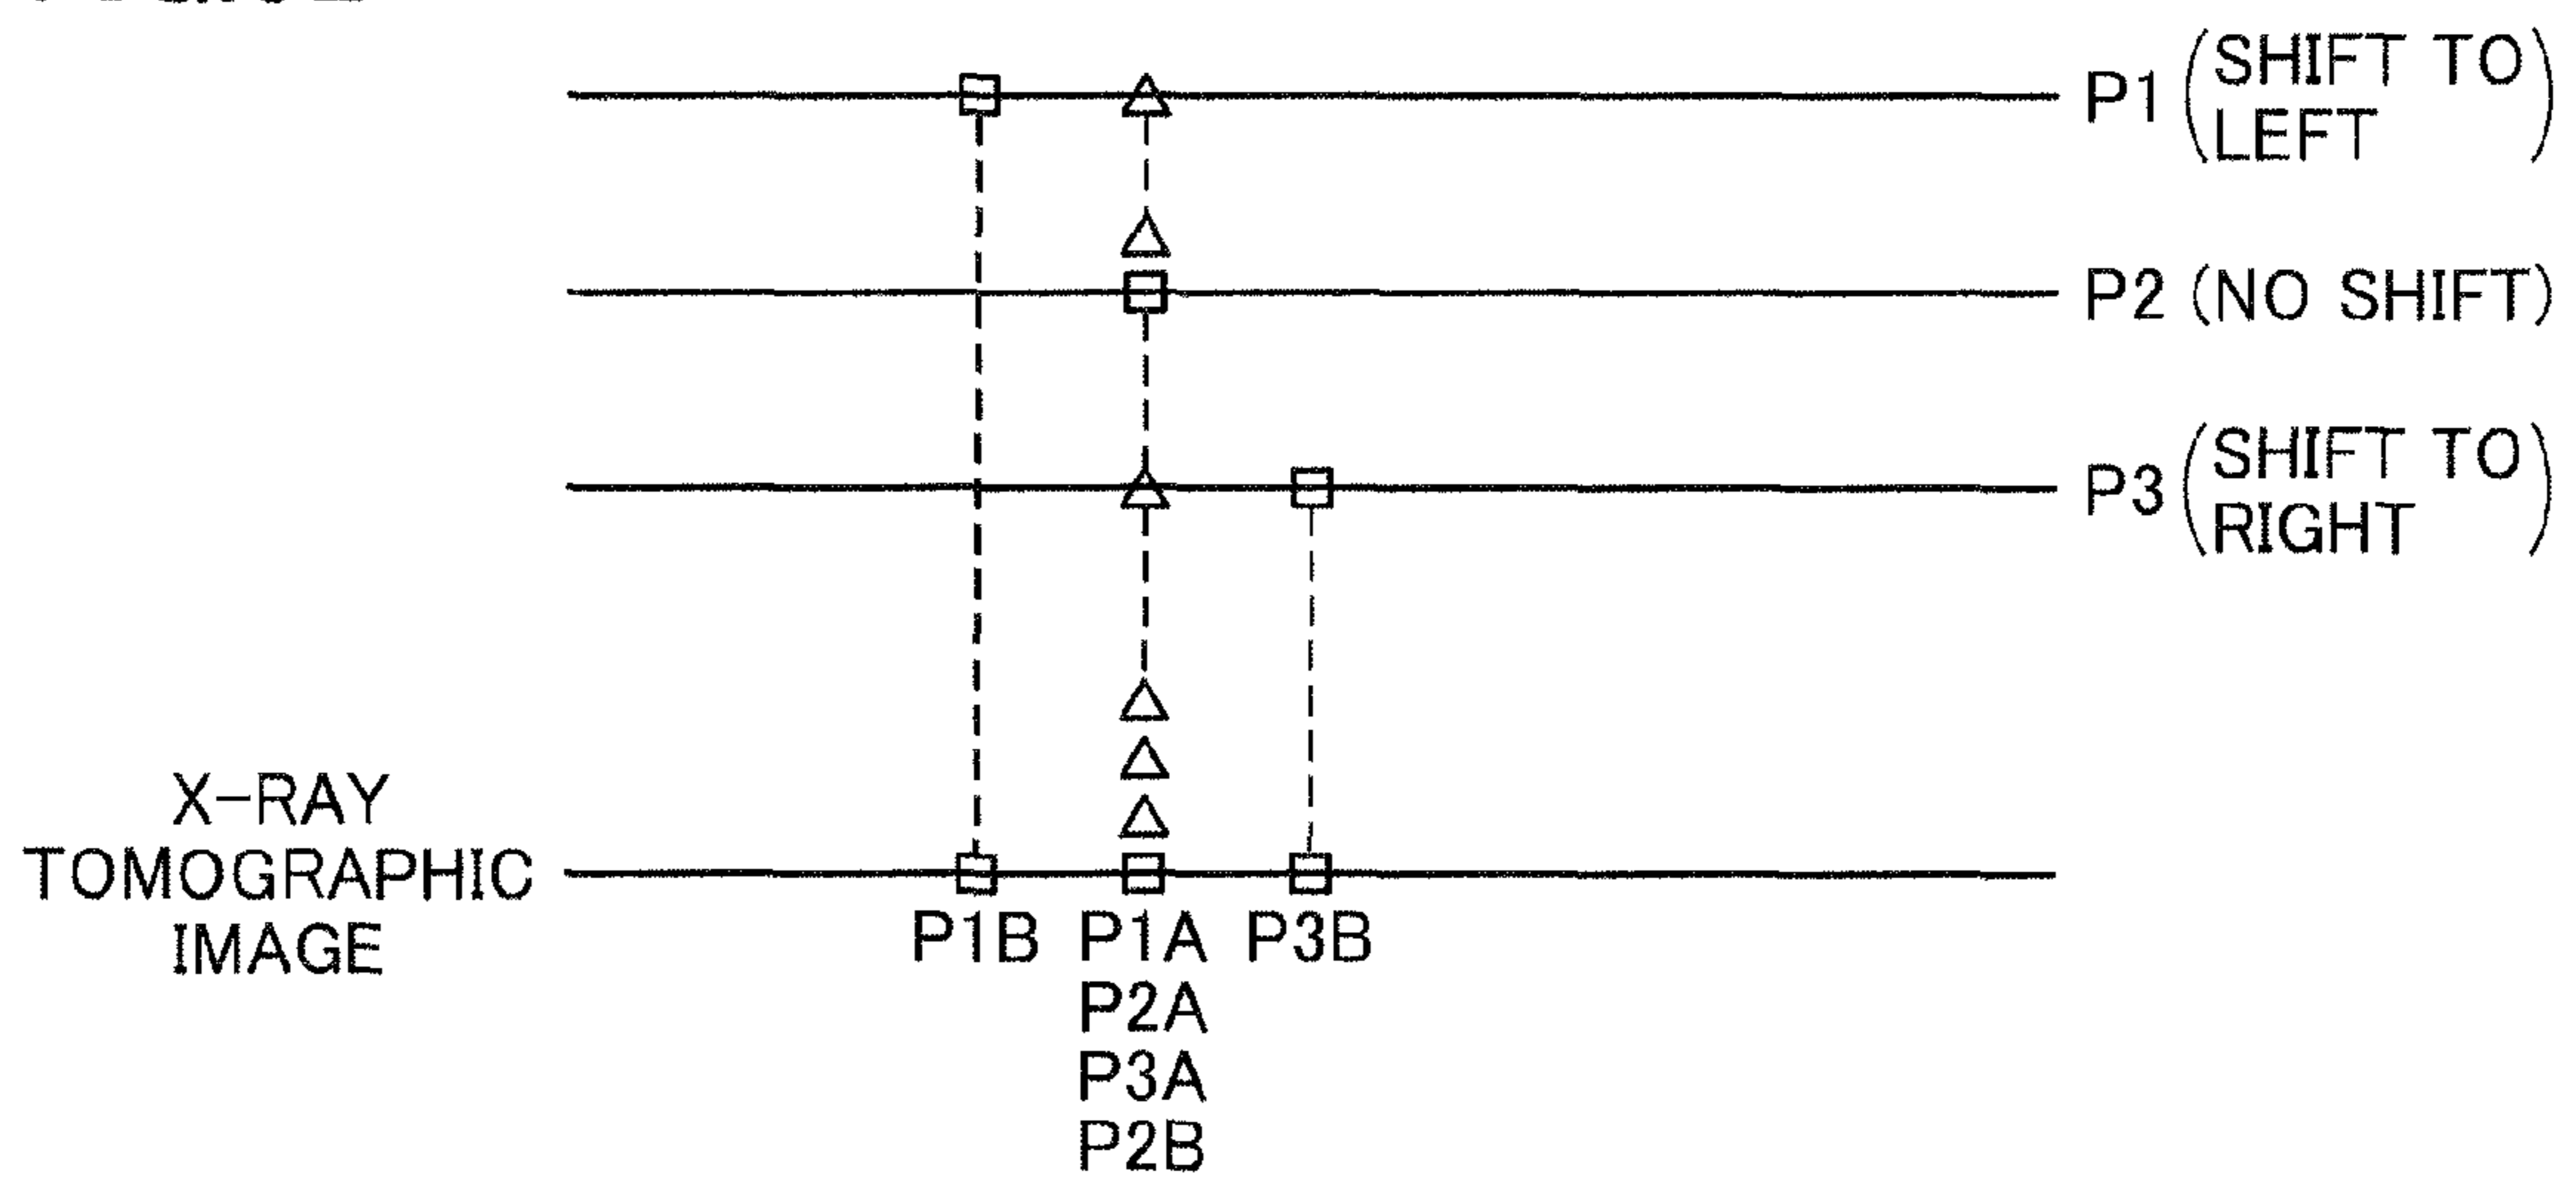 P1 (SHIFT TO
LEFT)
P2 (NO SHIFT)
P3 (SHIFT TO
RIGHT)
X-RAY
TOMOGRAPHIC
IMAGE
P1B P1A P3B
P2A
P3A
P2B